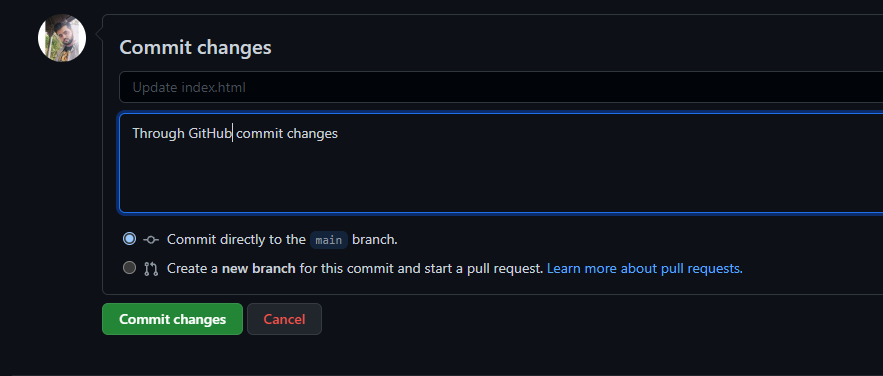 Commit changes
Update index.html
Through GitHub commit changes
Commit directly to the main branch.
Create a new branch for this commit and start a pull request. Learn more about pull requests.
Commit changes Cancel